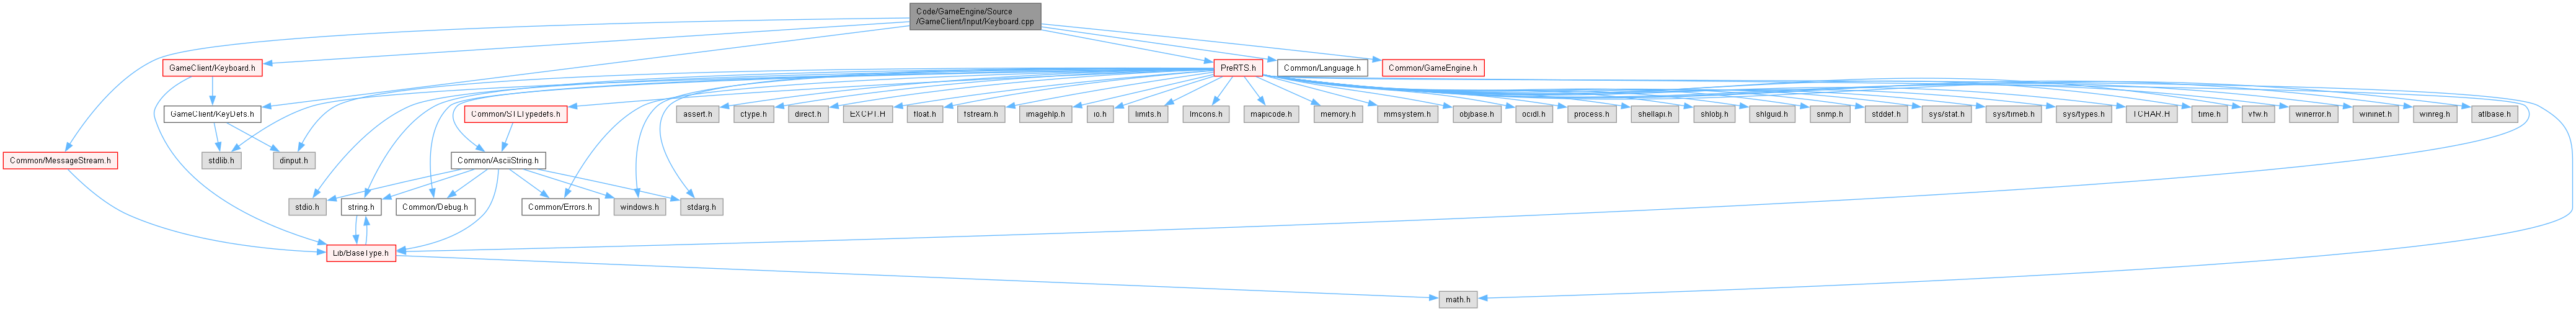 Code/GameEngine/Source
/GameClient/Input/Keyboard.cpp
GameClient/Keyboard.h
PreRTS.h
Common/Language.h
Common/GameEngine.h
GameClient/KeyDefs.h
Common/STLTypedefs.h
assert.h
ctype.h
direct.h
EXCPT.H
float.h
fstream.h
imagehlp.h
io.h
limits.h
lmcons.h
mapicode.h
memory.h
mmsystem.h
objbase.h
ocidl.h
process.h
shellapi.h
shlobj.h
shlguid.h
snmp.h
stddef.h
sys/stat.h
sys/timeb.h
sys/types.h
TCHAR.H
time.h
vfw.h
winerror.h
wininet.h
winreg.h
atlbase.h
Common/MessageStream.h
stdlib.h
dinput.h
Common/AsciiString.h
stdio.h
string.h
Common/Debug.h
Common/Errors.h
windows.h
stdarg.h
Lib/BaseType.h
math.h